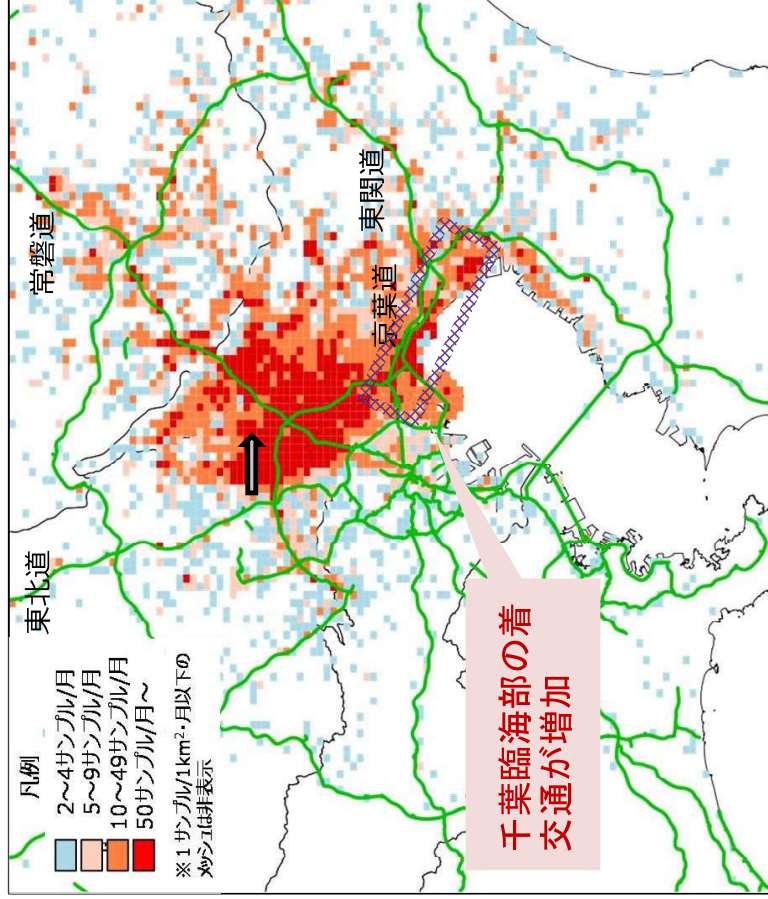 凡例
2～4サンプル/月
5～9サンプル/月
10～49サンプル/月
50サンプル/月～
※1サンプル/1km²・月以下の
メッシュは非表示
東北道
常磐道
東関道
京葉道
千葉臨海部の着
交通が増加